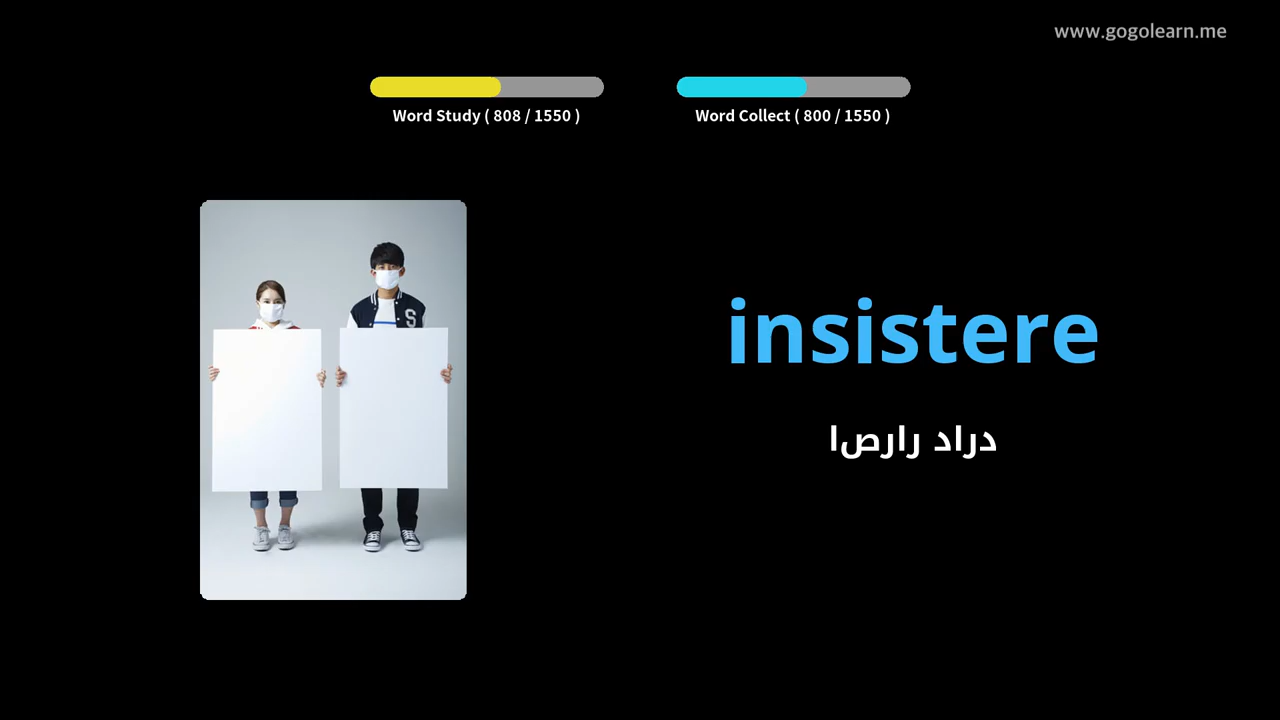 www.gogolearn.me
Word Study ( 808 / 1550 )
Word Collect ( 800 / 1550 )
S
insistere
دراد رارصا